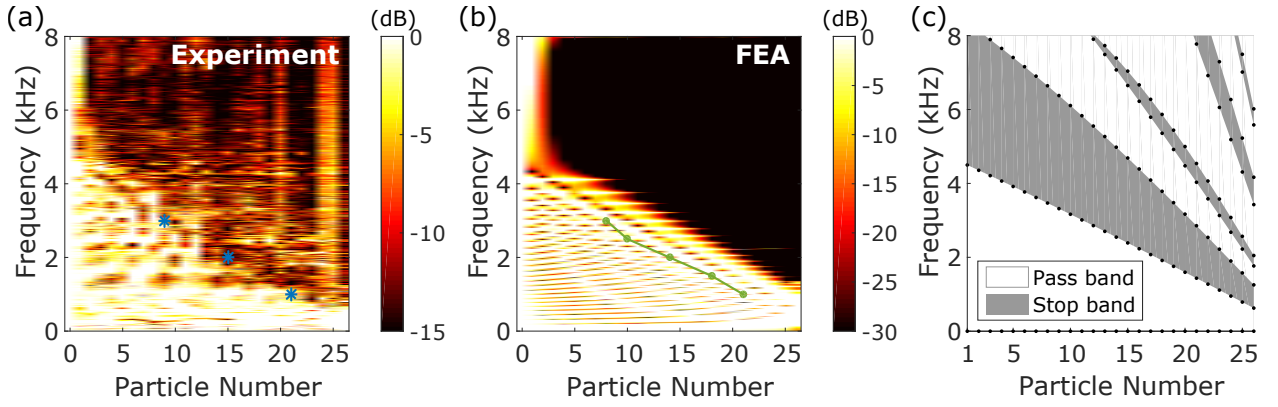 (a)
(dB)
Experiment
8
6
4
2
0
Frequency (kHz)
0 5 10 15 20 25
Particle Number
0
-5
-10
-15
(b)
(dB)
FEA
8
6
4
2
0
Frequency (kHz)
0 5 10 15 20 25
Particle Number
0
-5
-10
-15
-20
-25
-30
(c)
8
6
4
2
0
Frequency (kHz)
Pass band
Stop band
1 5 10 15 20 25
Particle Number